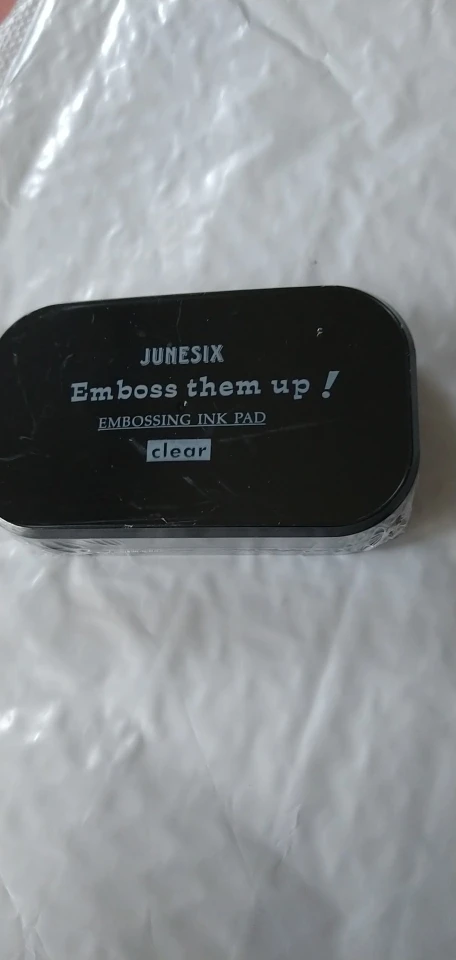 JUNESIX
Emboss them up !
EMBOSSING INK PAD
clear